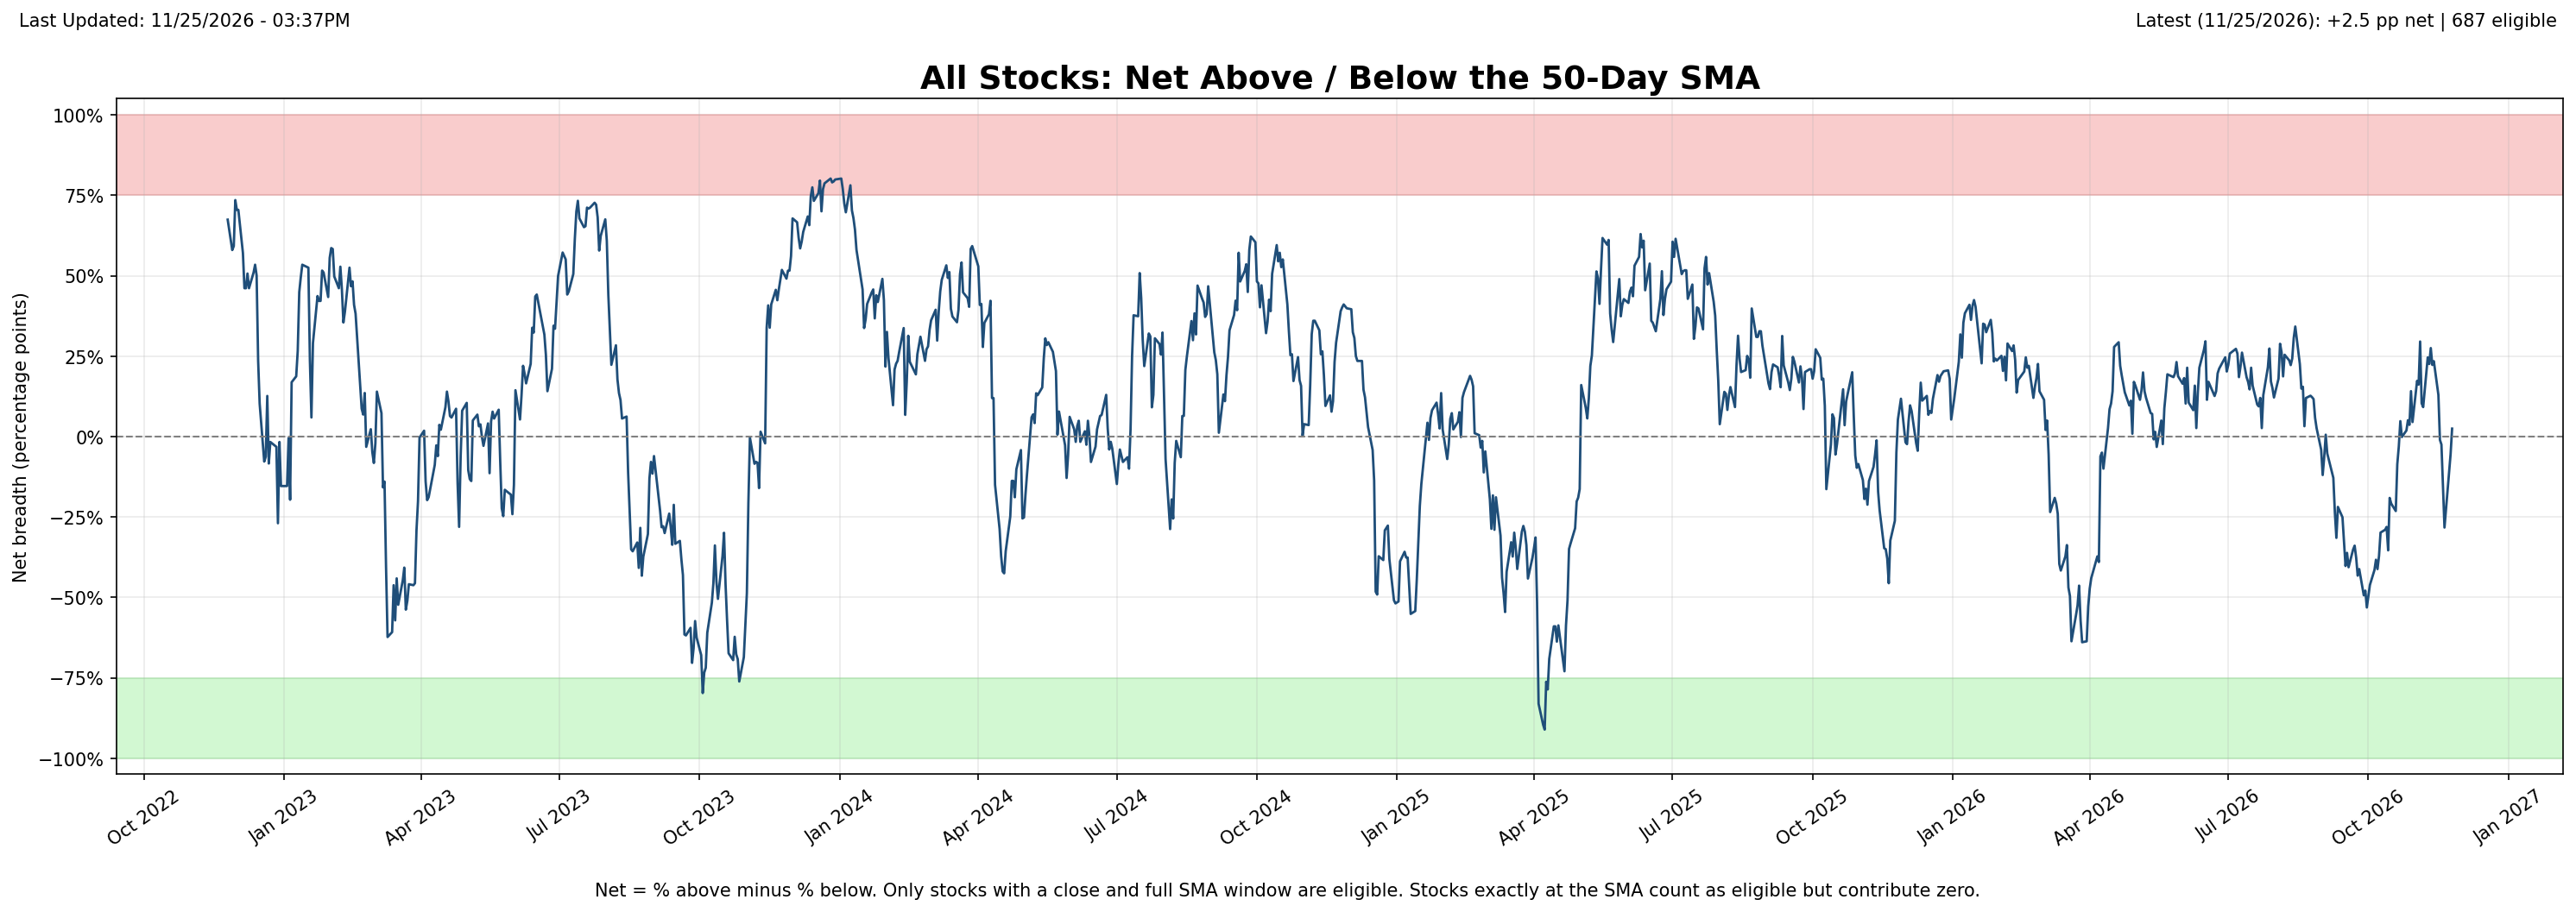 Last Updated: 11/25/2026 - 03:37PM
Latest (11/25/2026): +2.5 pp net | 687 eligible
All Stocks: Net Above / Below the 50-Day SMA
Net breadth (percentage points)
100%
75%
50%
25%
0%
−25%
−50%
−75%
−100%
Oct 2022
Jan 2023
Apr 2023
Jul 2023
Oct 2023
Jan 2024
Apr 2024
Jul 2024
Oct 2024
Jan 2025
Apr 2025
Jul 2025
Oct 2025
Jan 2026
Apr 2026
Jul 2026
Oct 2026
Jan 2027
Net = % above minus % below. Only stocks with a close and full SMA window are eligible. Stocks exactly at the SMA count as eligible but contribute zero.